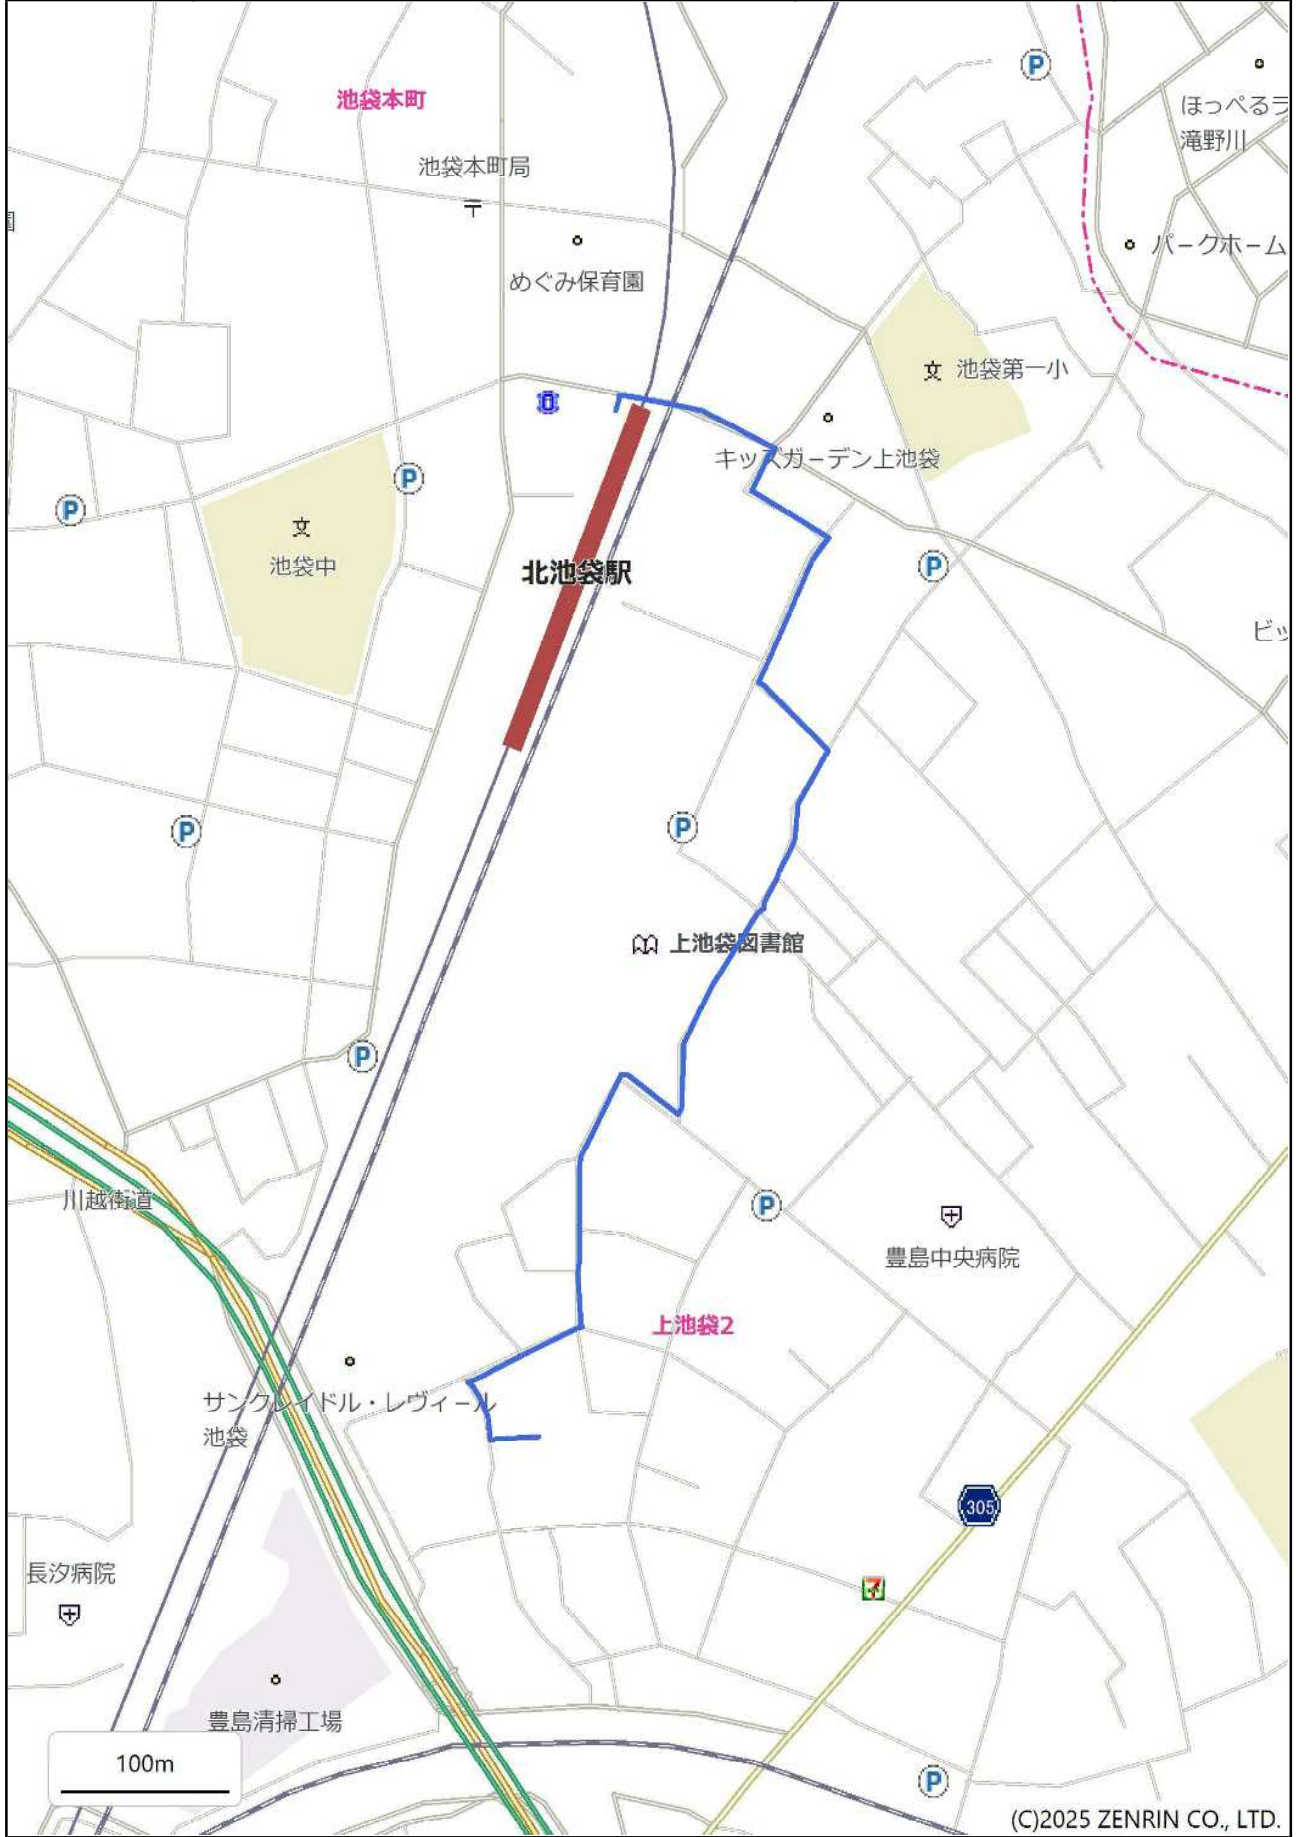 池袋本町
P
ほっぺるラ
滝野川
池袋本町局
〒
パークホーム
めぐみ保育園
文
池袋第一小
キッズガーデン上池袋
P
P
文
池袋中
北池袋駅
P
ビッ
P
P
上池袋図書館
P
川越街道
P
豊島中央病院
上池袋2
サンクレイドル・レヴィール
池袋
305
7
長汐病院
豊島清掃工場
100m
P
(C)2025 ZENRIN CO., LTD.